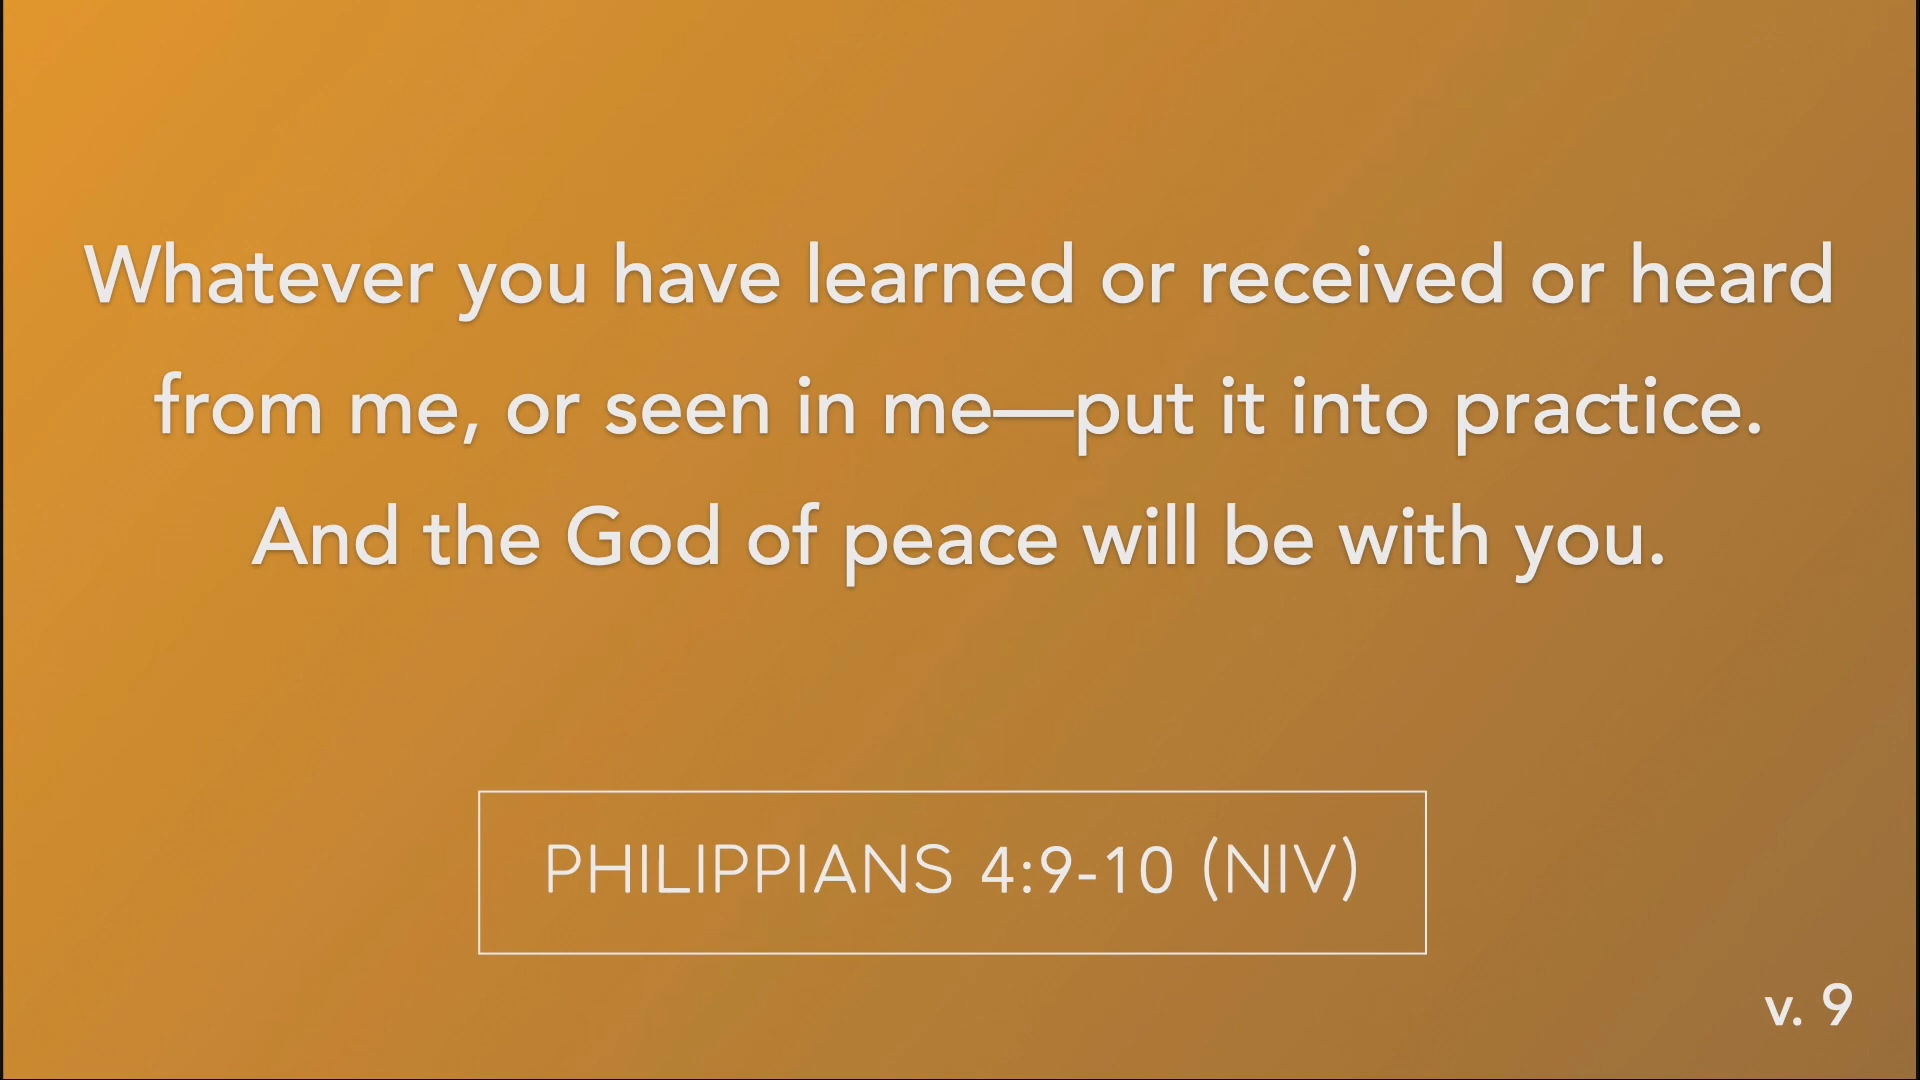 Whatever you have learned or received or heard
from me, or seen in me—put it into practice.
And the God of peace will be with you.
PHILIPPIANS 4:9-10 (NIV)
v. 9